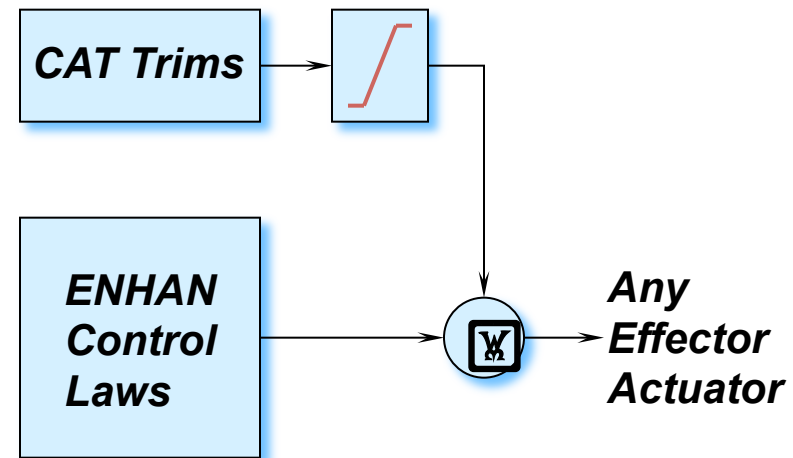 CAT Trims
ENHAN
Control
Laws
Any
Effector
Actuator